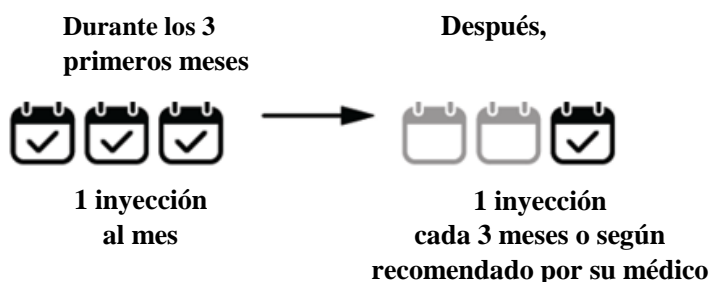 Durante los 3
primeros meses
Después,
1 inyección
al mes
1 inyección
cada 3 meses o según
recomendado por su médico